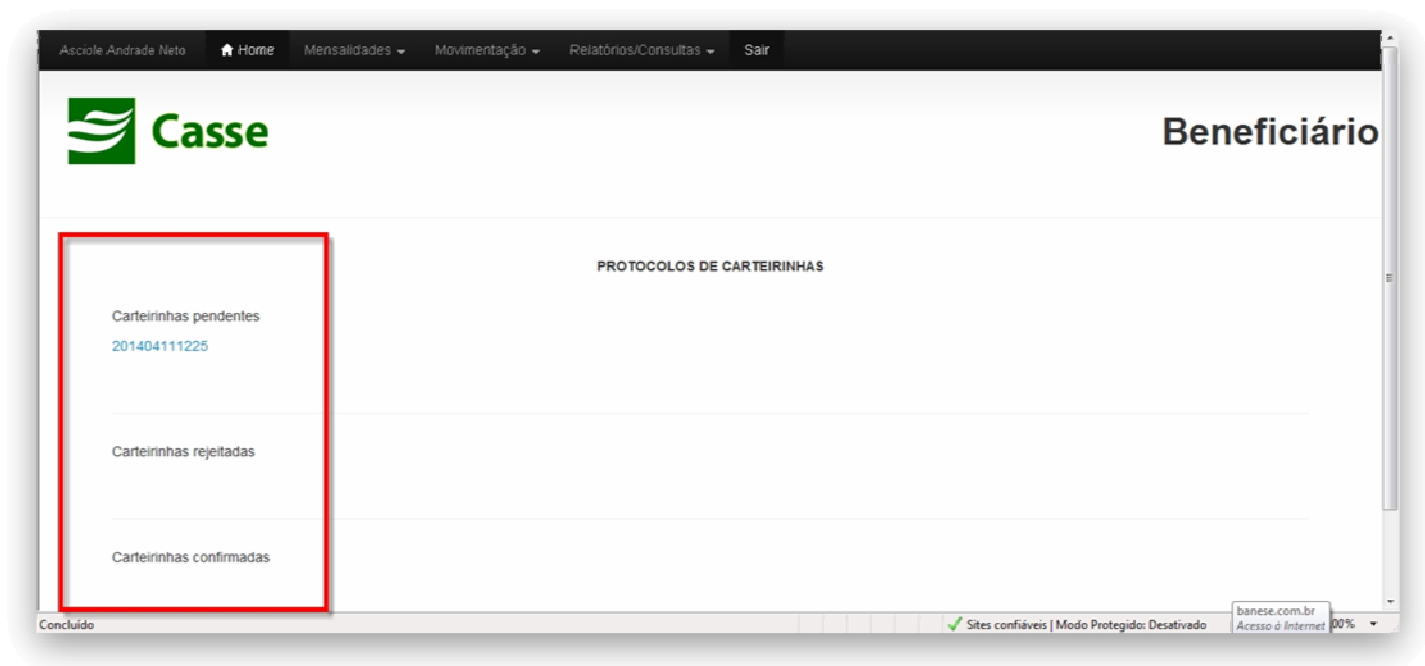 Asciole Andrade Neto Home Mensalidades Movimentação Relatórios/Consultas Sair
Casse
Beneficiário
PROTOCOLOS DE CARTEIRINHAS
Carteirinhas pendentes
201404111225
Carteirinhas rejeitadas
Carteirinhas confirmadas
Concluído
Sites confiáveis | Modo Protegido: Desativado
banese.com.br
Acesso à Internet
00%